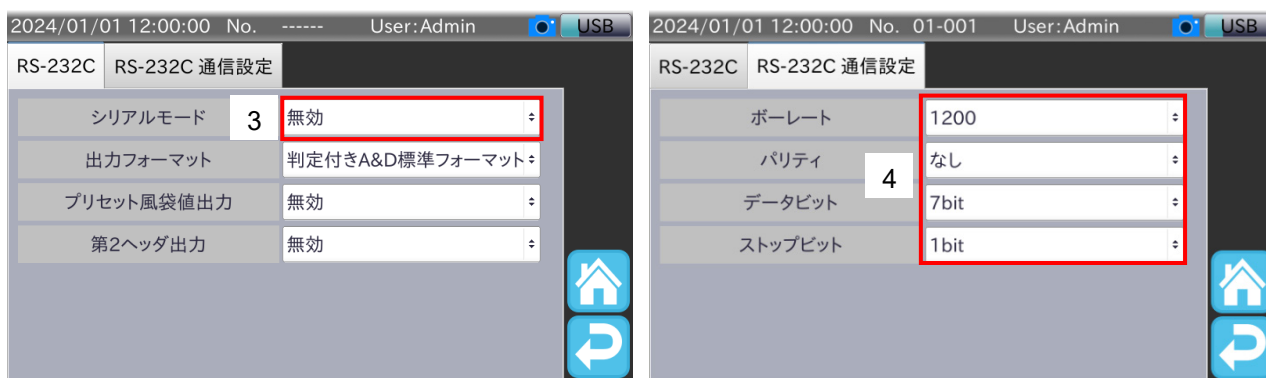 2024/01/01 12:00:00 No. ------ User:Admin USB
RS-232C RS-232C 通信設定
シリアルモード 3 無効
出力フォーマット 判定付きA&D標準フォーマット
プリセット風袋値出力 無効
第2ヘッダ出力 無効
2024/01/01 12:00:00 No. 01-001 User:Admin USB
RS-232C RS-232C 通信設定
ボーレート 1200
パリティ なし
4
データビット 7bit
ストップビット 1bit